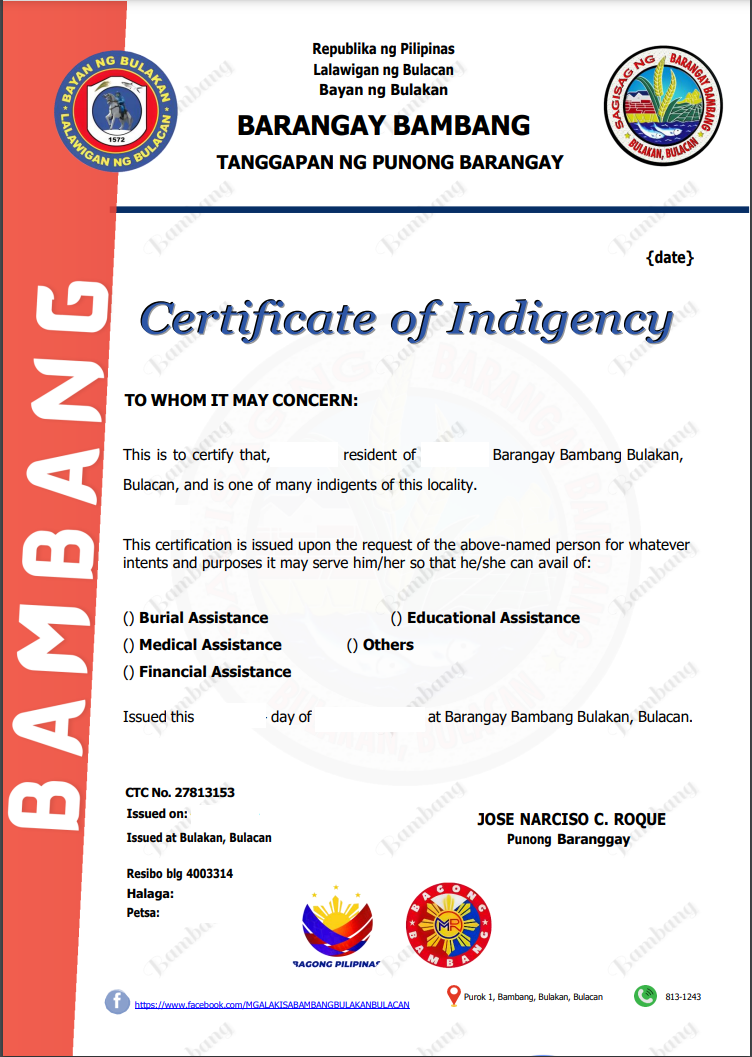 Republika ng Pilipinas
Lalawigan ng Bulacan
Bayan ng Bulakan
BARANGAY BAMBANG
TANGGAPAN NG PUNONG BARANGAY
BAYAN NG BULAKAN
LALAWIGAN NG BULACAN
1572
SAGISAG NG BARANGAY BAMBANG
BULAKAN, BULACAN
{date}
BAMBANG
Certificate of Indigency
TO WHOM IT MAY CONCERN:
This is to certify that, resident of Barangay Bambang Bulakan,
Bulacan, and is one of many indigents of this locality.
This certification is issued upon the request of the above-named person for whatever
intents and purposes it may serve him/her so that he/she can avail of:
() Burial Assistance () Educational Assistance
() Medical Assistance () Others
() Financial Assistance
Issued this day of at Barangay Bambang Bulakan, Bulacan.
CTC No. 27813153
Issued on:
Issued at Bulakan, Bulacan
JOSE NARCISO C. ROQUE
Punong Baranggay
Resibo blg 4003314
Halaga:
Petsa:
BAGONG PILIPINAS
BAGONG BAMBANG
https://www.facebook.com/MGALAKISABAMBANGBULAKANBULACAN
Purok 1, Bambang, Bulakan, Bulacan
813-1243
Bambang